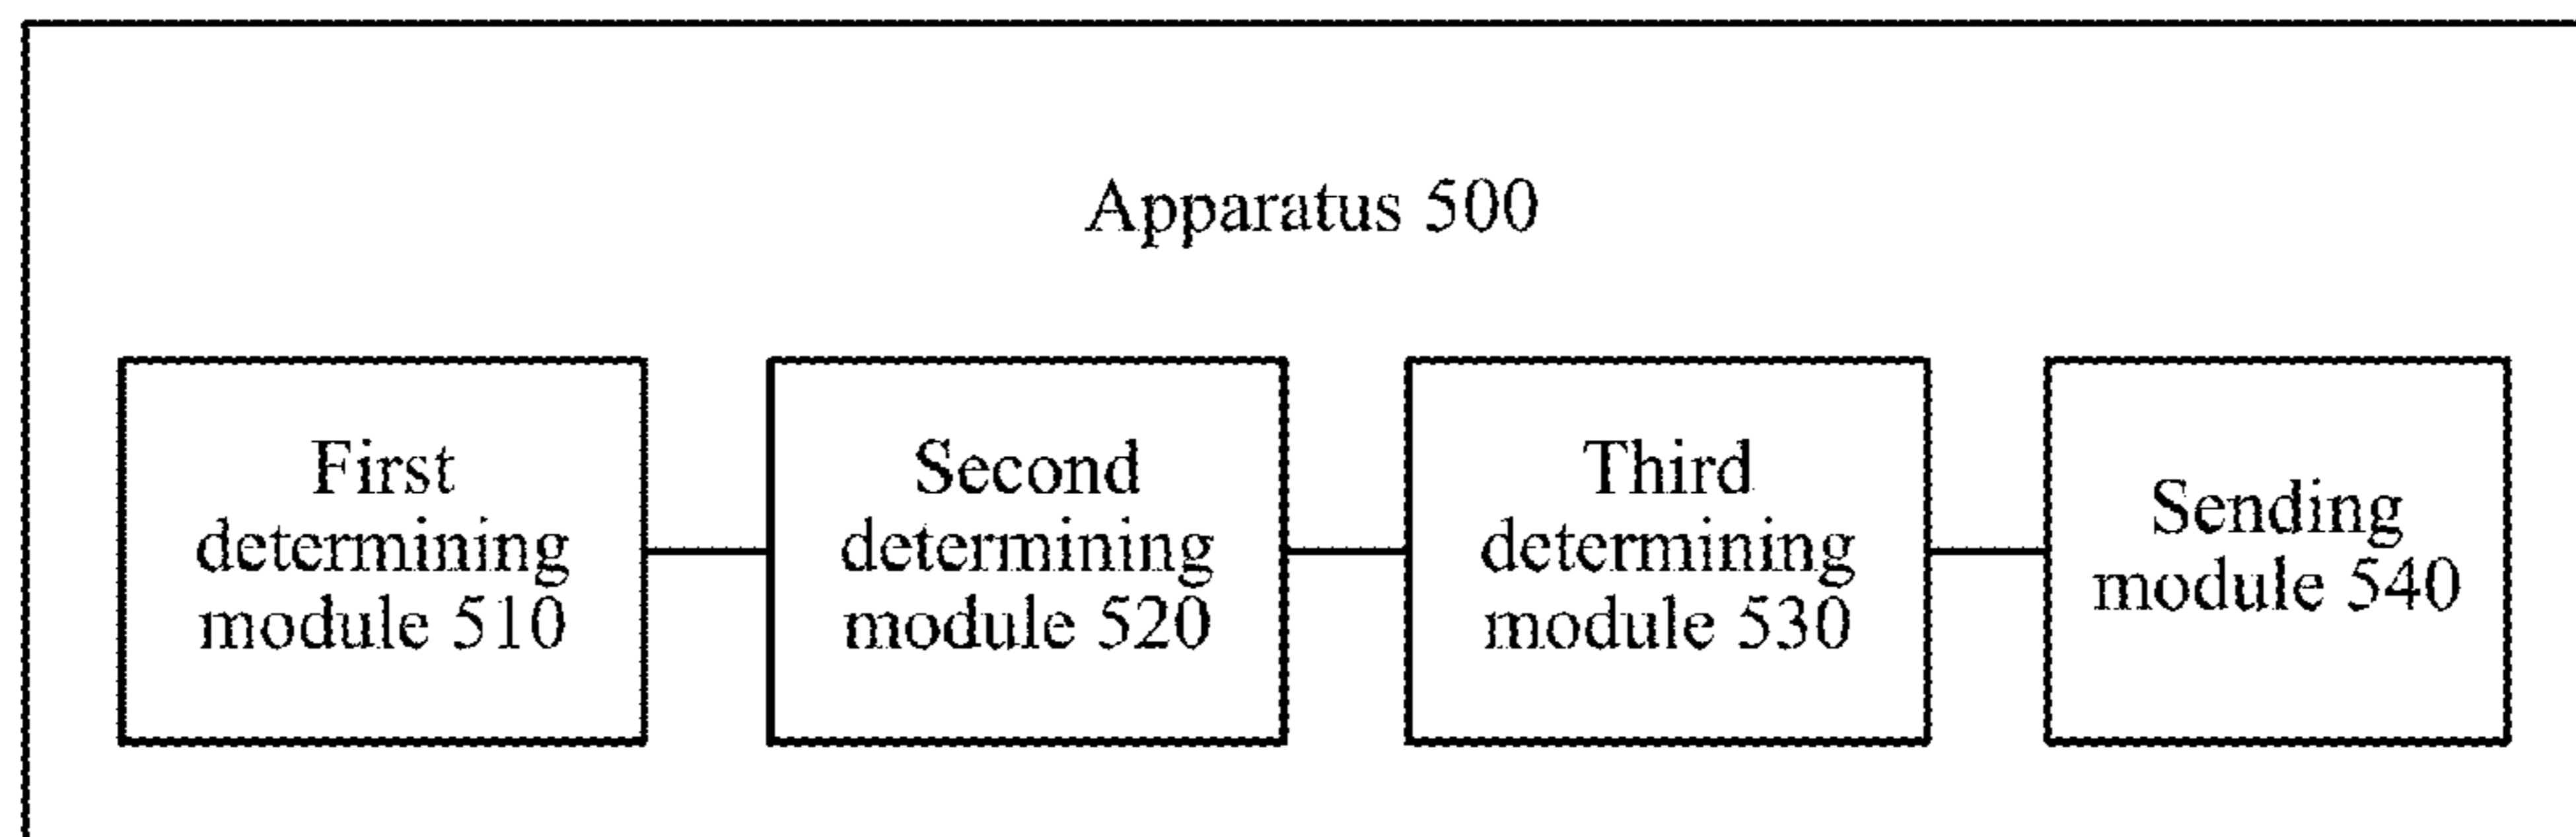 Apparatus 500
First
determining
module 510
Second
determining
module 520
Third
determining
module 530
Sending
module 540